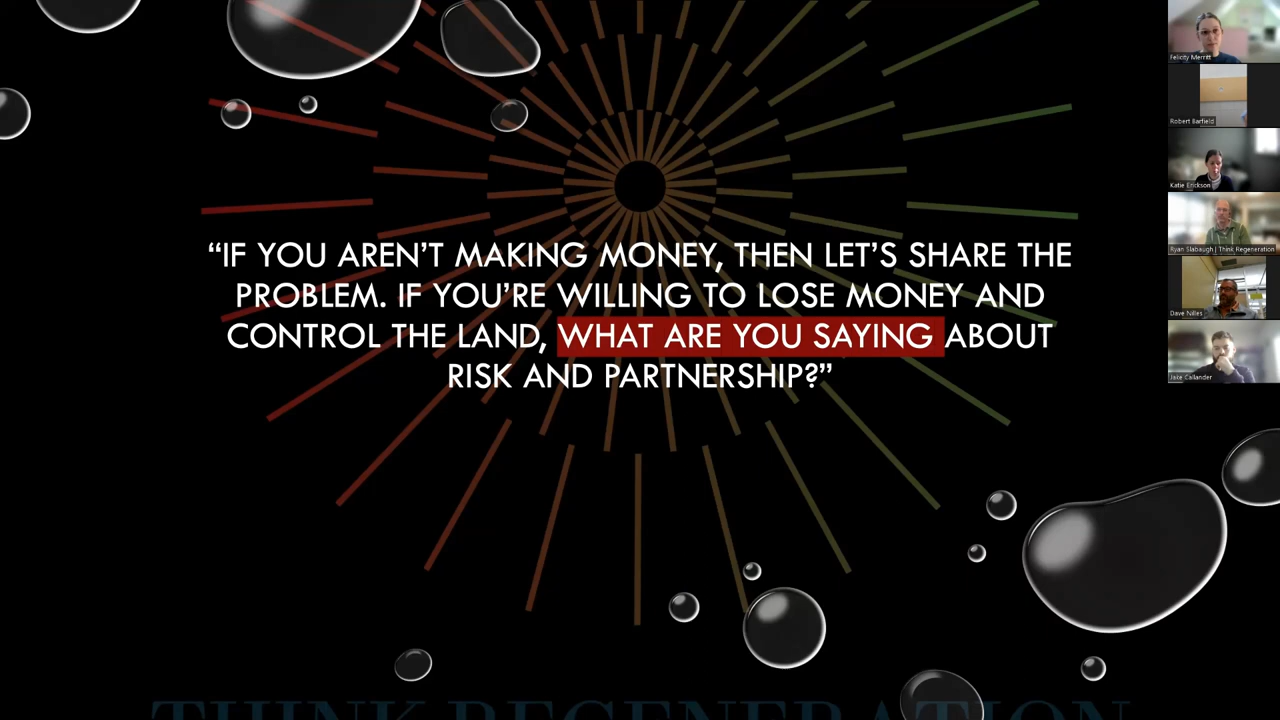 “IF YOU AREN’T MAKING MONEY, THEN LET’S SHARE THE
PROBLEM. IF YOU’RE WILLING TO LOSE MONEY AND
CONTROL THE LAND, WHAT ARE YOU SAYING ABOUT
RISK AND PARTNERSHIP?”
THINK REGENERATION
Felicity Merritt
Robert Barfield
Katie Erickson
Ryan Slabaugh | Think Regeneration
Dave Nilles
Jake Callander